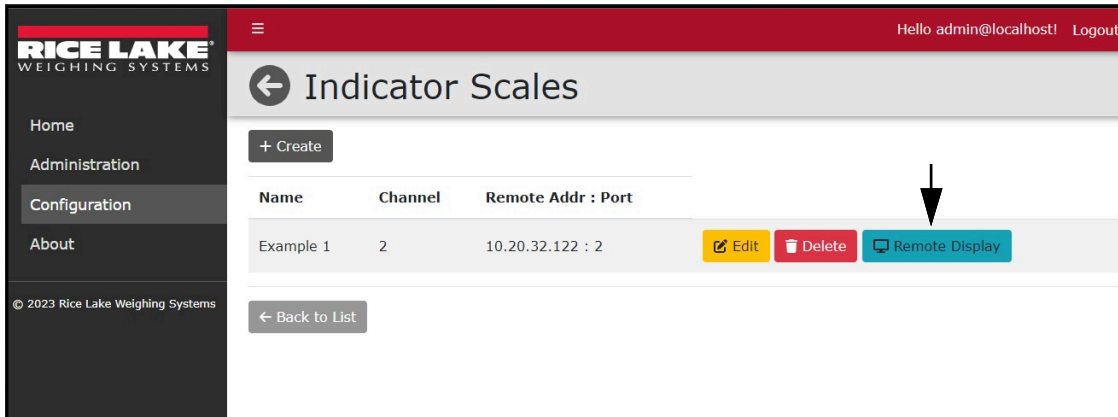 RICE LAKE®
WEIGHING SYSTEMS
Home
Administration
Configuration
About
© 2023 Rice Lake Weighing Systems
Hello admin@localhost! Logout
Indicator Scales
+ Create
Name Channel Remote Addr : Port
Example 1 2 10.20.32.122 : 2 Edit Delete Remote Display
← Back to List